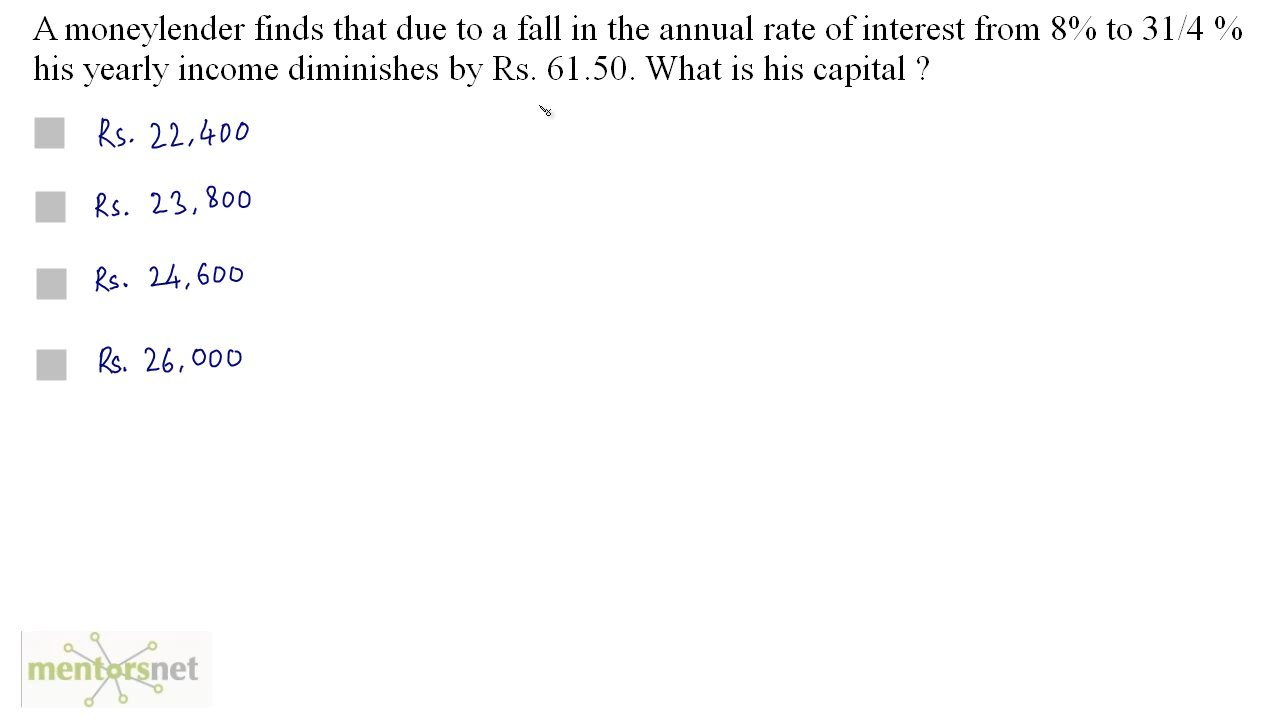 A moneylender finds that due to a fall in the annual rate of interest from 8% to 31/4 %
his yearly income diminishes by Rs. 61.50. What is his capital ?
Rs. 22,400
Rs. 23,800
Rs. 24,600
Rs. 26,000
mentorsnet